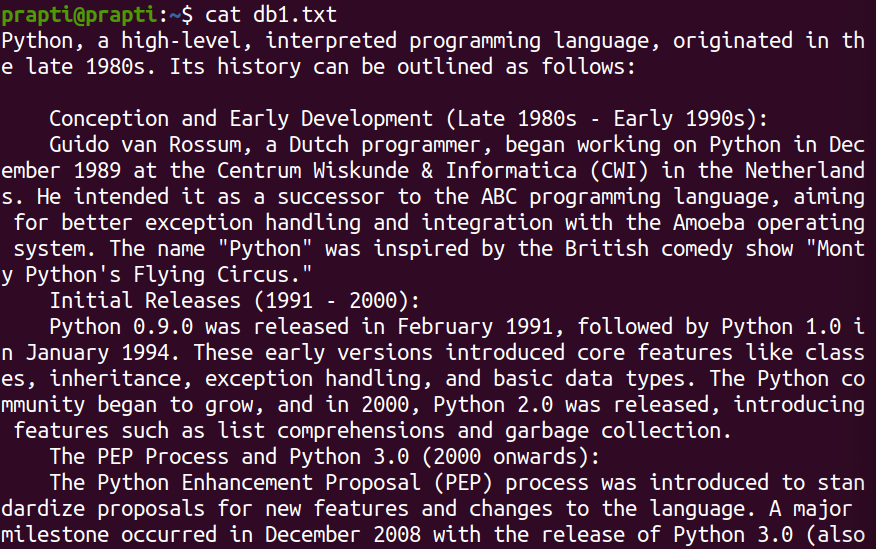 prapti@prapti:~$ cat db1.txt
Python, a high-level, interpreted programming language, originated in th
e late 1980s. Its history can be outlined as follows:
Conception and Early Development (Late 1980s - Early 1990s):
Guido van Rossum, a Dutch programmer, began working on Python in Dec
ember 1989 at the Centrum Wiskunde & Informatica (CWI) in the Netherland
s. He intended it as a successor to the ABC programming language, aiming
for better exception handling and integration with the Amoeba operating
system. The name "Python" was inspired by the British comedy show "Mont
y Python's Flying Circus."
Initial Releases (1991 - 2000):
Python 0.9.0 was released in February 1991, followed by Python 1.0 i
n January 1994. These early versions introduced core features like class
es, inheritance, exception handling, and basic data types. The Python co
mmunity began to grow, and in 2000, Python 2.0 was released, introducing
features such as list comprehensions and garbage collection.
The PEP Process and Python 3.0 (2000 onwards):
The Python Enhancement Proposal (PEP) process was introduced to stan
dardize proposals for new features and changes to the language. A major
milestone occurred in December 2008 with the release of Python 3.0 (also